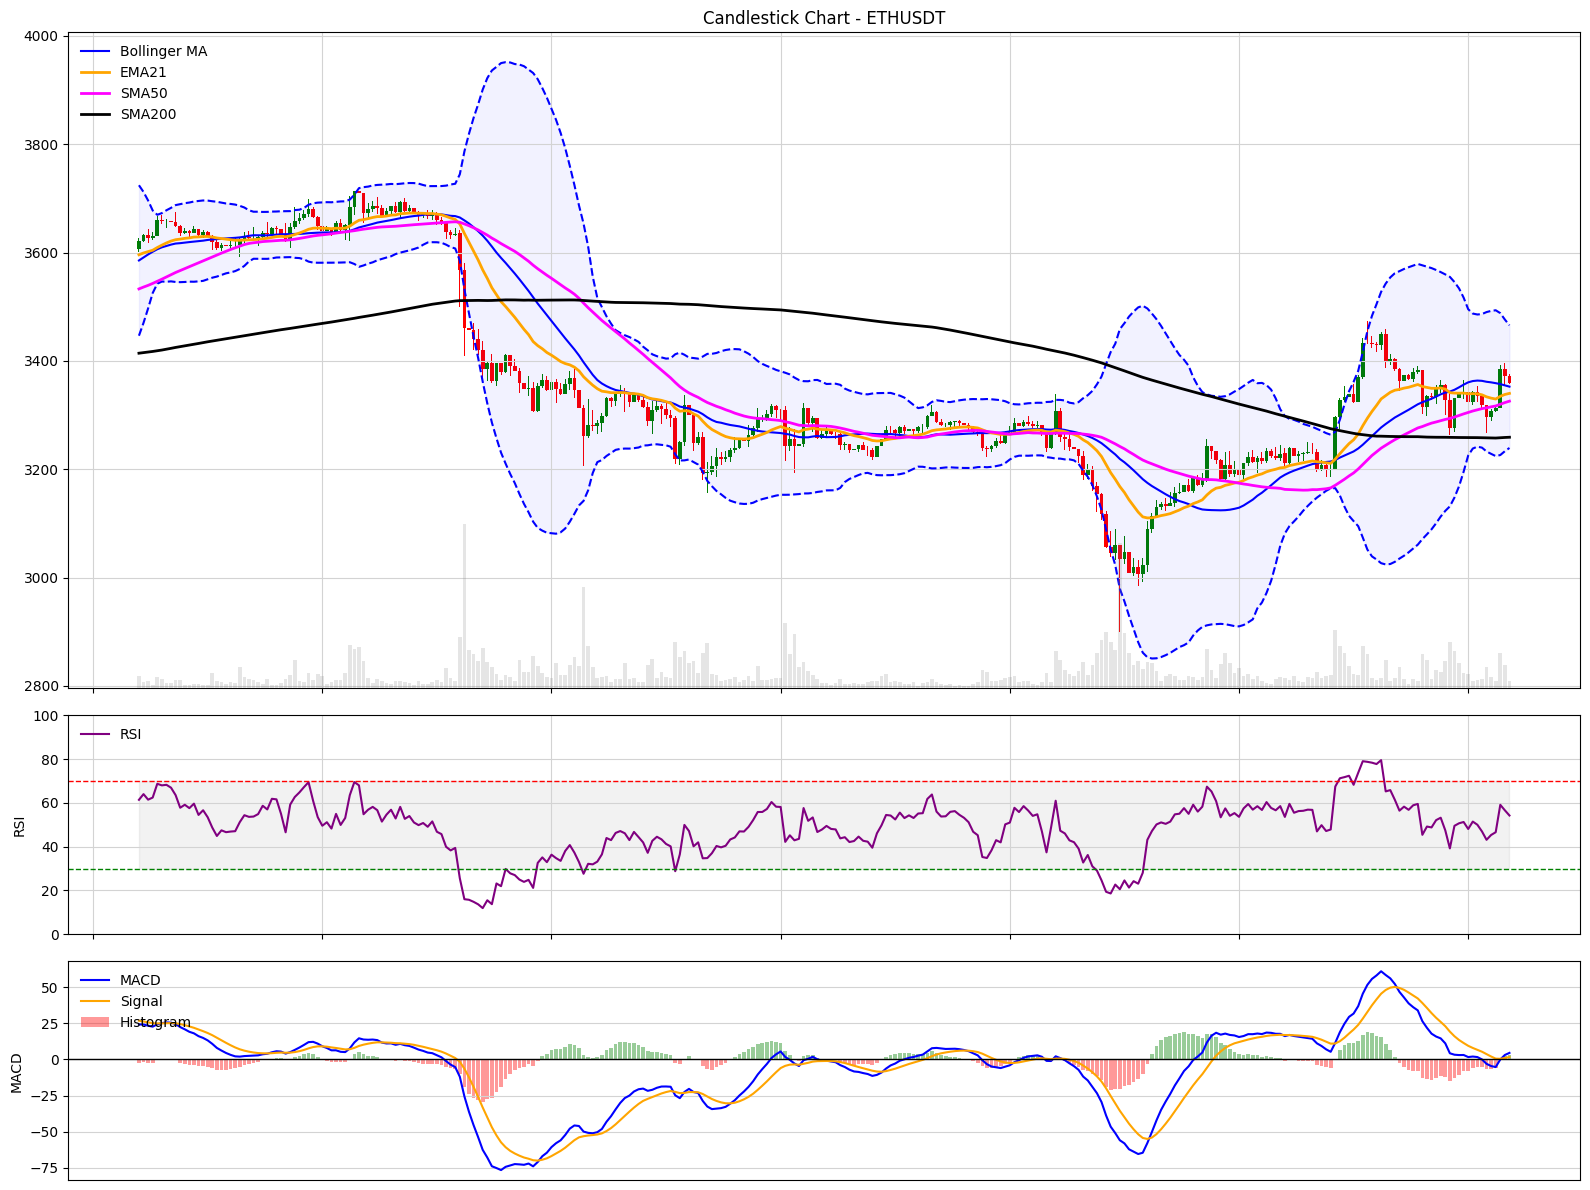 Candlestick Chart - ETHUSDT
4000
3800
3600
3400
3200
3000
2800
Bollinger MA
EMA21
SMA50
SMA200
100
80
60
40
20
0
RSI
RSI
50
25
0
−25
−50
−75
MACD
MACD
Signal
Histogram